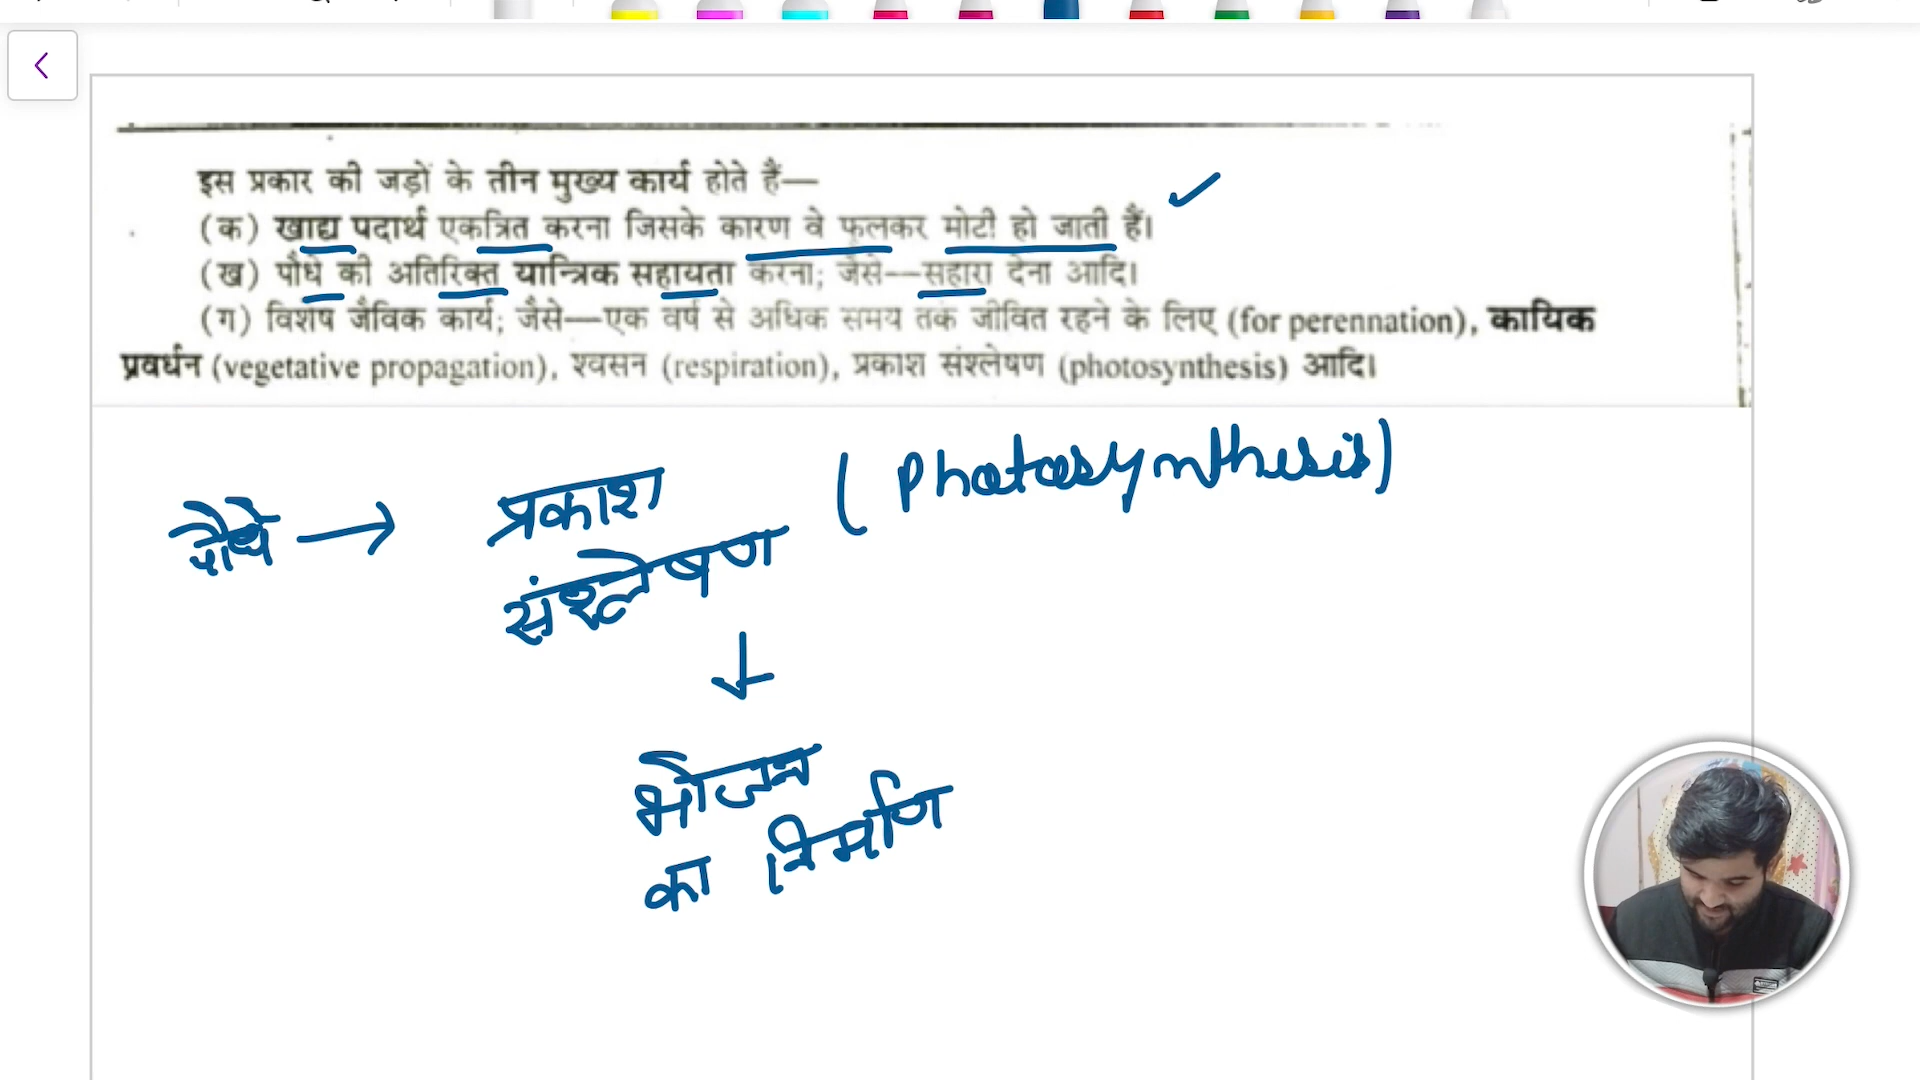 इस प्रकार की जड़ों के तीन मुख्य कार्य होते हैं—
(क) खाद्य पदार्थ एकत्रित करना जिसके कारण वे फूलकर मोटी हो जाती हैं।
(ख) पौधे की अतिरिक्त यान्त्रिक सहायता करना; जैसे—सहारा देना आदि।
(ग) विशेष जैविक कार्य; जैसे—एक वर्ष से अधिक समय तक जीवित रहने के लिए (for perennation), कायिक
प्रवर्धन (vegetative propagation), श्वसन (respiration), प्रकाश संश्लेषण (photosynthesis) आदि।
पौधे → प्रकाश (Photosynthesis)
संश्लेषण
↓
भोजन
का निर्माण